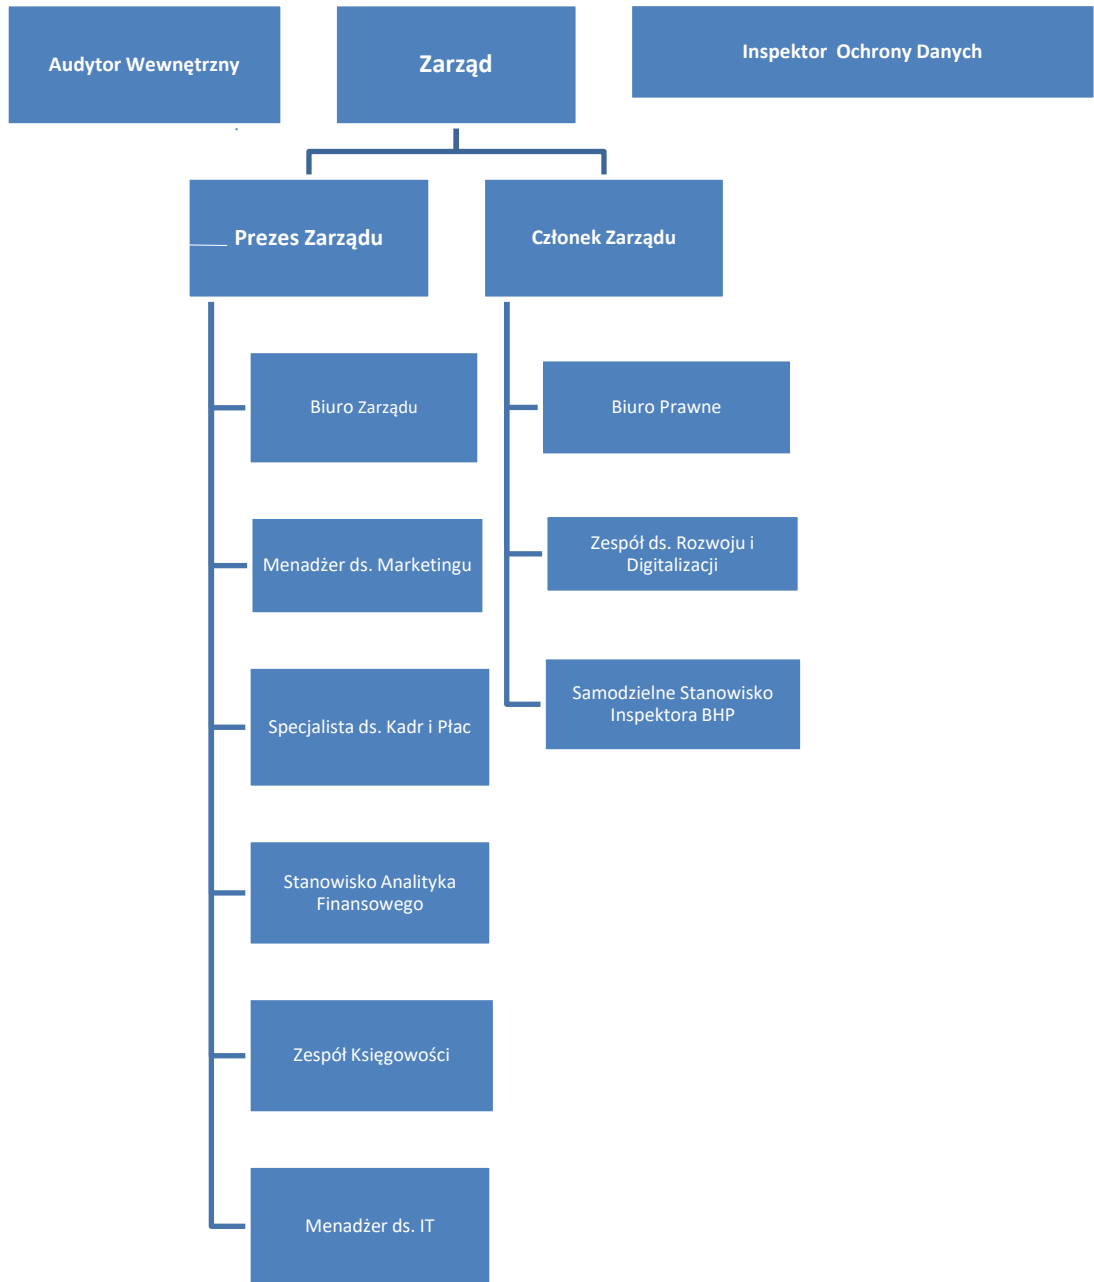 Audytor Wewnętrzny
Zarząd
Inspektor Ochrony Danych
Prezes Zarządu
Członek Zarządu
Biuro Zarządu
Biuro Prawne
Menadżer ds. Marketingu
Zespół ds. Rozwoju i
Digitalizacji
Specjalista ds. Kadr i Płac
Samodzielne Stanowisko
Inspektora BHP
Stanowisko Analityka
Finansowego
Zespół Księgowości
Menadżer ds. IT